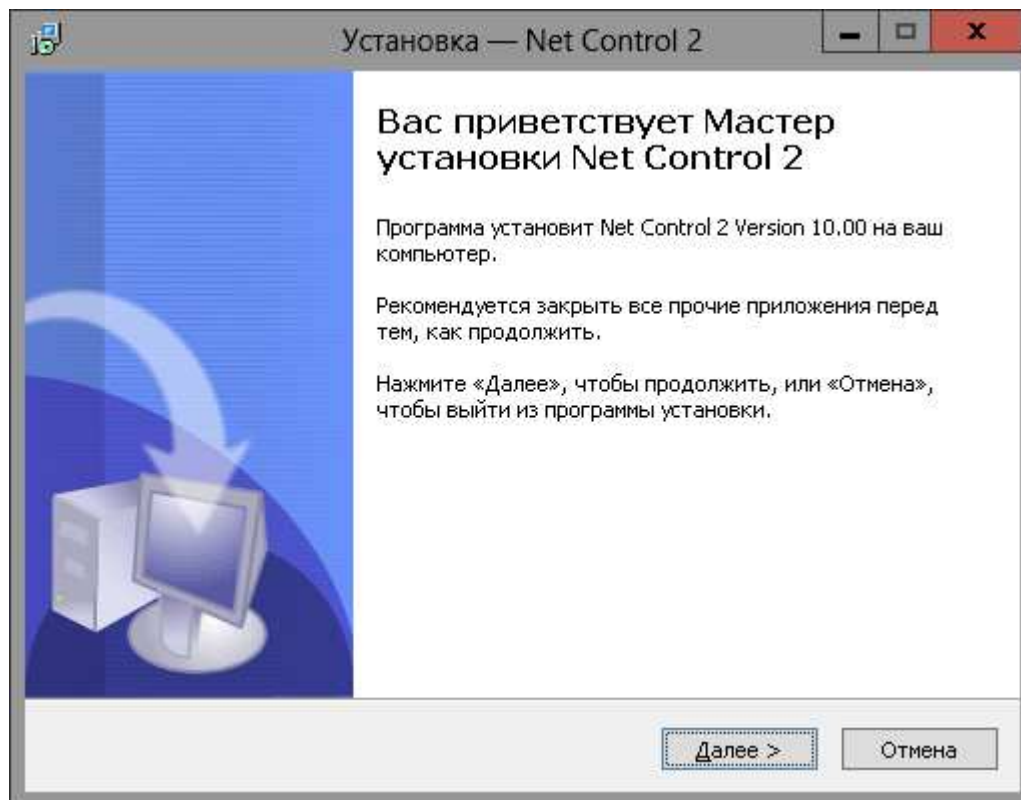 Установка — Net Control 2
Вас приветствует Мастер
установки Net Control 2
Программа установит Net Control 2 Version 10.00 на ваш
компьютер.
Рекомендуется закрыть все прочие приложения перед
тем, как продолжить.
Нажмите «Далее», чтобы продолжить, или «Отмена»,
чтобы выйти из программы установки.
Далее >
Отмена